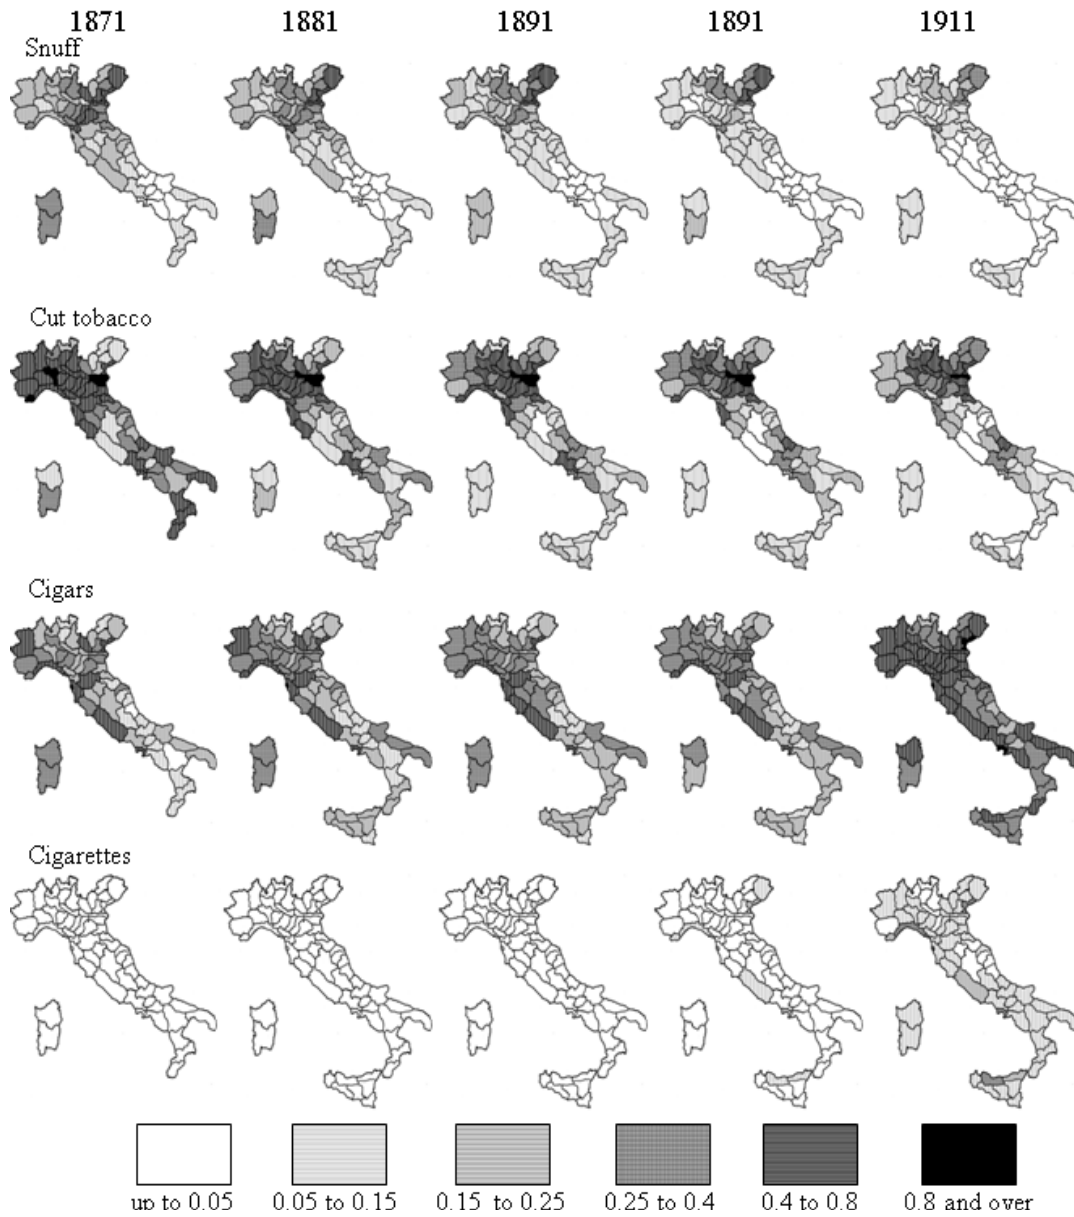 1871 1881 1891 1891 1911
Snuff
Cut tobacco
Cigars
Cigarettes
up to 0.05 0.05 to 0.15 0.15 to 0.25 0.25 to 0.4 0.4 to 0.8 0.8 and over